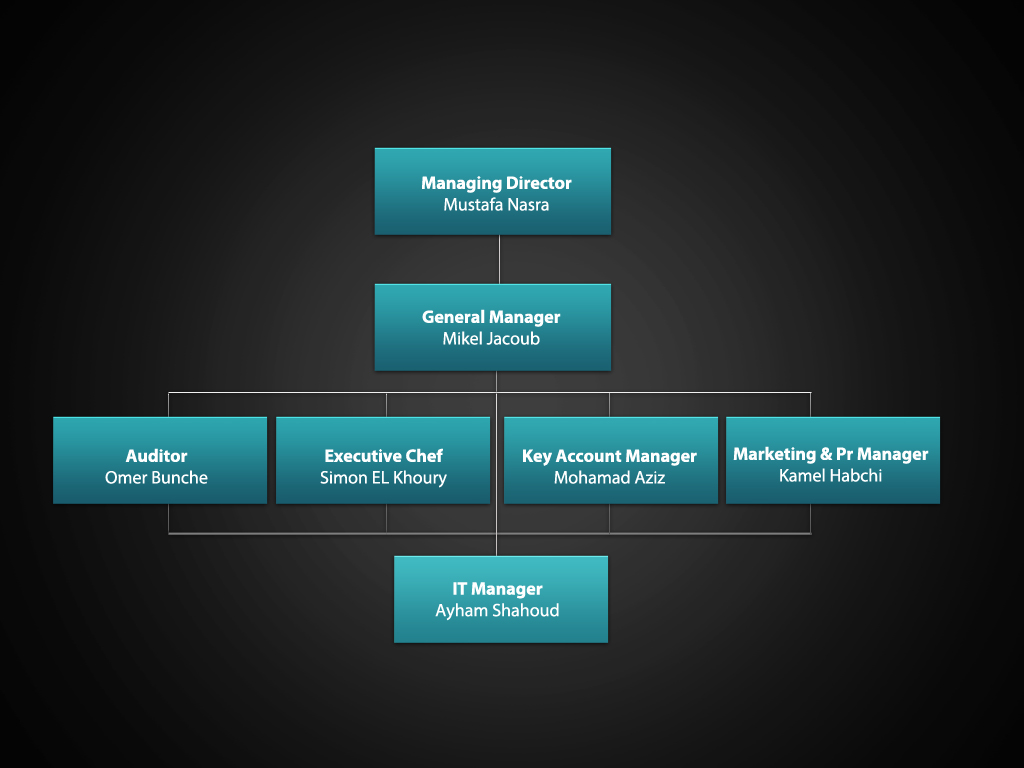 Managing Director
Mustafa Nasra
General Manager
Mikel Jacoub
Auditor
Omer Bunche
Executive Chef
Simon EL Khoury
Key Account Manager
Mohamad Aziz
Marketing & Pr Manager
Kamel Habchi
IT Manager
Ayham Shahoud